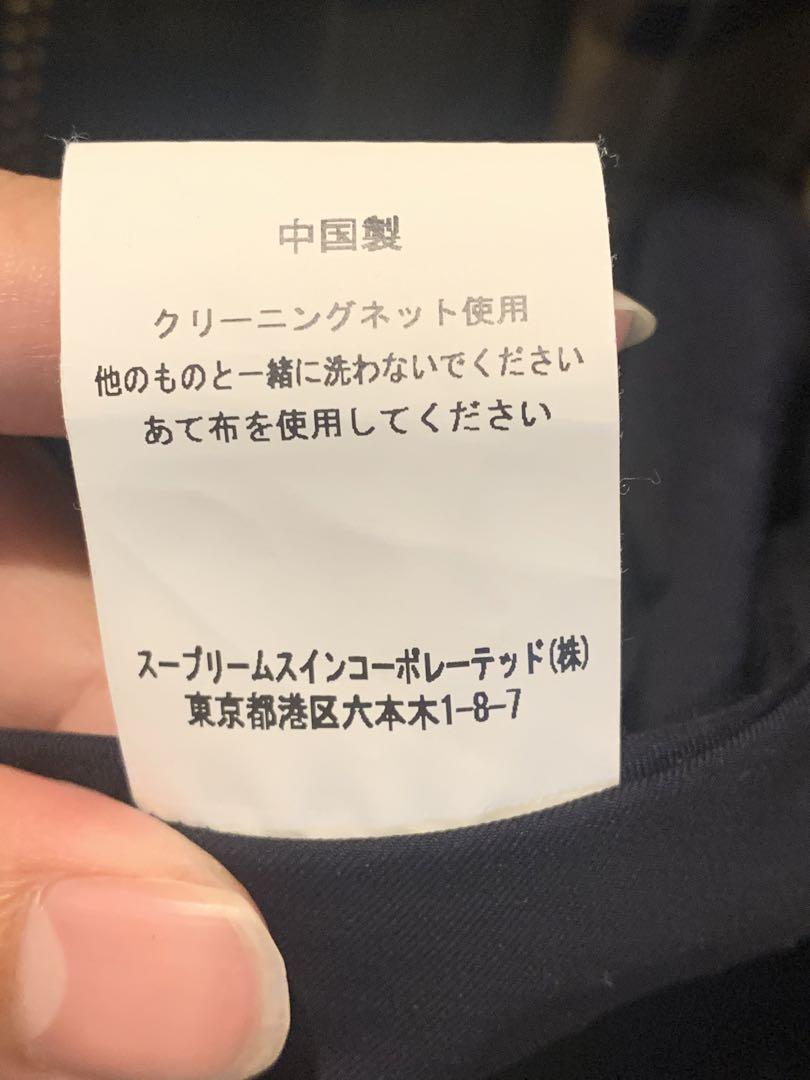 中国製
クリーニングネット使用
他のものと一緒に洗わないでください
あて布を使用してください
スープリームスインコーポレーテッド(株)
東京都港区六本木1-8-7